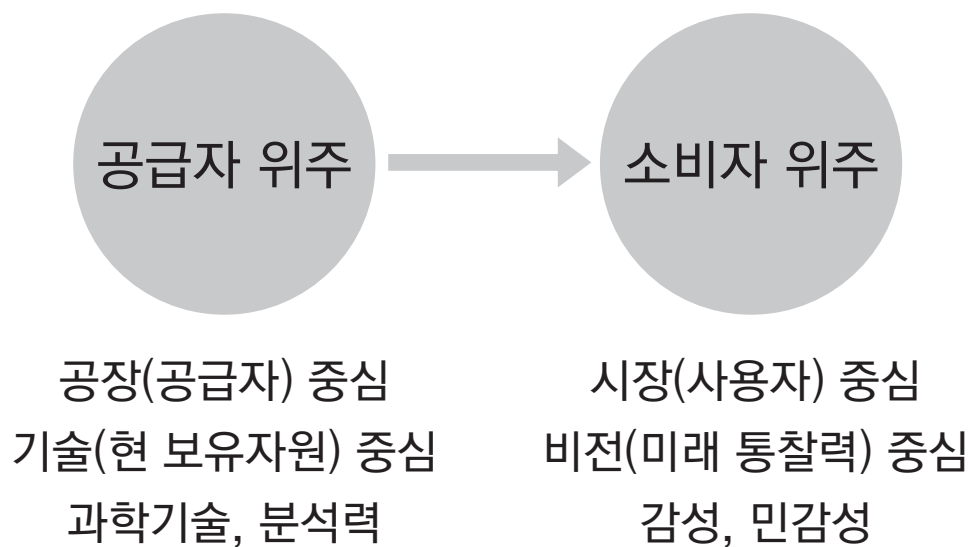 공급자 위주
소비자 위주
공장(공급자) 중심
기술(현 보유자원) 중심
과학기술, 분석력
시장(사용자) 중심
비전(미래 통찰력) 중심
감성, 민감성